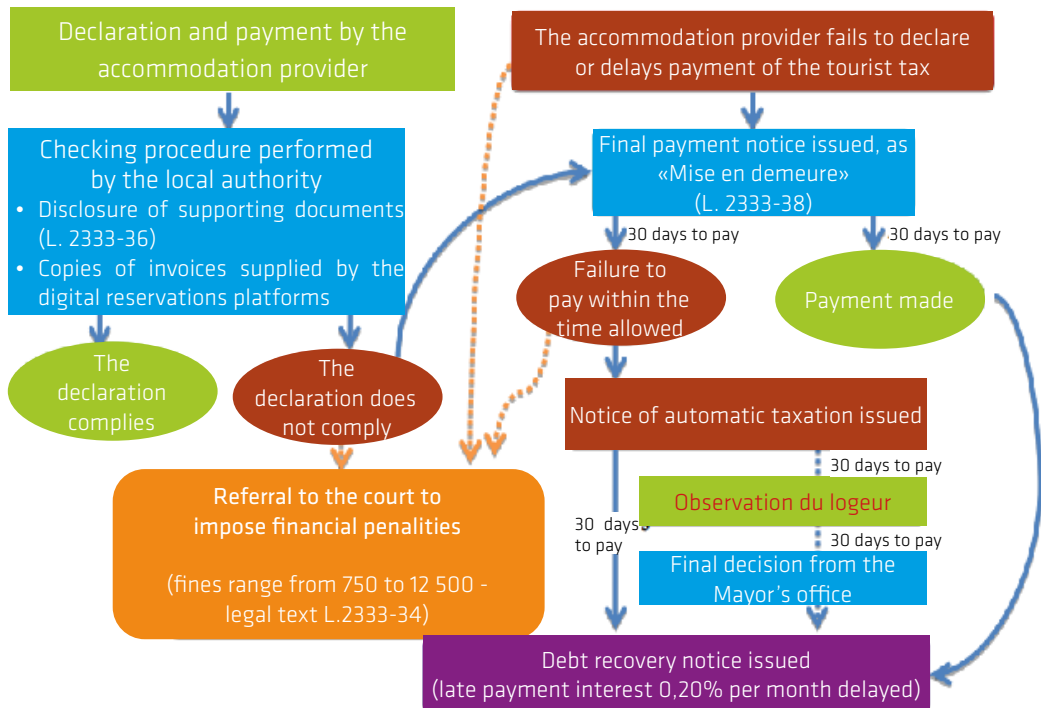 Declaration and payment by the
accommodation provider
The accommodation provider fails to declare
or delays payment of the tourist tax
Checking procedure performed
by the local authority
• Disclosure of supporting documents
(L. 2333-36)
• Copies of invoices supplied by the
digital reservations platforms
Final payment notice issued, as
«Mise en demeure»
(L. 2333-38)
30 days to pay
30 days to pay
Failure to
pay within the
time allowed
Payment made
The
declaration
complies
The
declaration does
not comply
Notice of automatic taxation issued
30 days to pay
Referral to the court to
impose financial penalities
(fines range from 750 to 12 500 -
legal text L.2333-34)
Observation du logeur
30 days
to pay
30 days to pay
Final decision from the
Mayor's office
Debt recovery notice issued
(late payment interest 0,20% per month delayed)